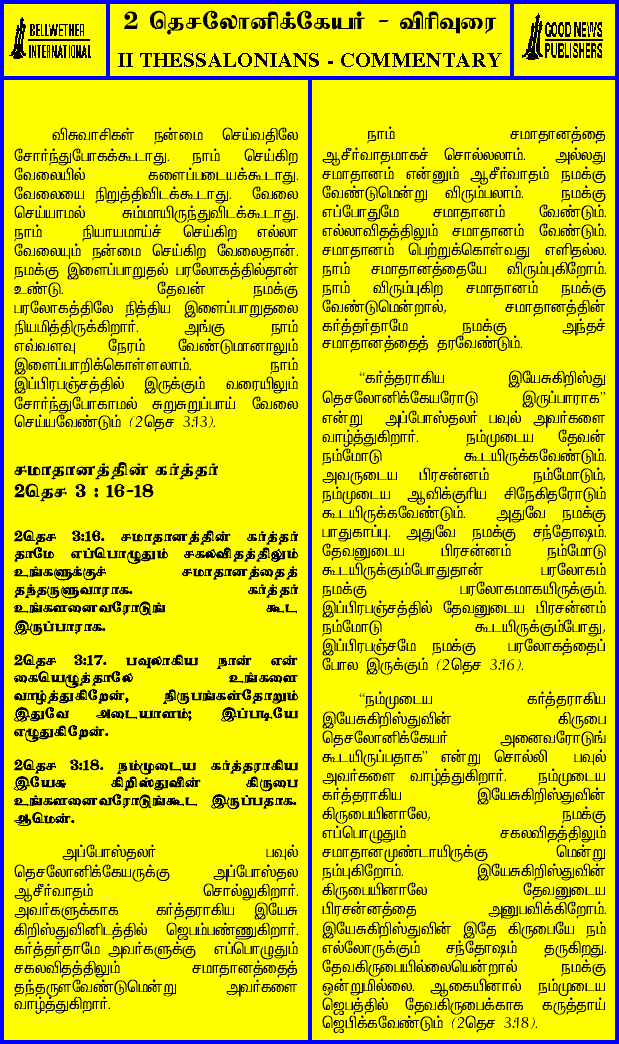 BELLWETHER
INTERNATIONAL
2 தெசலோனிக்கேயர் - விரிவுரை
II THESSALONIANS - COMMENTARY
GOOD NEWS
PUBLISHERS
விசுவாசிகள் நன்மை செய்வதிலே
சோர்ந்துபோகக்கூடாது. நாம் செய்கிற
வேலையில் களைப்படையக்கூடாது.
வேலையை நிறுத்திவிடக்கூடாது. வேலை
செய்யாமல் சும்மாயிருந்துவிடக்கூடாது.
நாம் நியாயமாய்ச் செய்கிற எல்லா
வேலையும் நன்மை செய்கிற வேலைதான்.
நமக்கு இளைப்பாறுதல் பரலோகத்தில்தான்
உண்டு. தேவன் நமக்கு
பரலோகத்திலே நித்திய இளைப்பாறுதலை
நியமித்திருக்கிறார். அங்கு நாம்
எவ்வளவு நேரம் வேண்டுமானாலும்
இளைப்பாறிக்கொள்ளலாம். நாம்
இப்பிரபஞ்சத்தில் இருக்கும் வரையிலும்
சோர்ந்துபோகாமல் சுறுசுறுப்பாய் வேலை
செய்யவேண்டும் (2தெச 3:13).
சமாதானத்தின் கர்த்தர்
2தெச 3 : 16-18
2தெச 3:16. சமாதானத்தின் கர்த்தர்
தாமே எப்பொழுதும் சகலவிதத்திலும்
உங்களுக்குச் சமாதானத்தைத்
தந்தருளுவாராக. கர்த்தர்
உங்களனைவரோடுங் கூட
இருப்பாராக.
2தெச 3:17. பவுலாகிய நான் என்
கையெழுத்தாலே உங்களை
வாழ்த்துகிறேன், நிருபங்கள்தோறும்
இதுவே அடையாளம்; இப்படியே
எழுதுகிறேன்.
2தெச 3:18. நம்முடைய கர்த்தராகிய
இயேசு கிறிஸ்துவின் கிருபை
உங்களனைவரோடுங்கூட இருப்பதாக.
ஆமென்.
அப்போஸ்தலர் பவுல்
தெசலோனிக்கேயருக்கு அப்போஸ்தல
ஆசீர்வாதம் சொல்லுகிறார்.
அவர்களுக்காக கர்த்தராகிய இயேசு
கிறிஸ்துவினிடத்தில் ஜெபம்பண்ணுகிறார்.
கர்த்தர்தாமே அவர்களுக்கு எப்பொழுதும்
சகலவிதத்திலும் சமாதானத்தைத்
தந்தருளவேண்டுமென்று அவர்களை
வாழ்த்துகிறார்.
நாம் சமாதானத்தை
ஆசீர்வாதமாகச் சொல்லலாம். அல்லது
சமாதானம் என்னும் ஆசீர்வாதம் நமக்கு
வேண்டுமென்று விரும்பலாம். நமக்கு
எப்போதுமே சமாதானம் வேண்டும்.
எல்லாவிதத்திலும் சமாதானம் வேண்டும்.
சமாதானம் பெற்றுக்கொள்வது எளிதல்ல.
நாம் சமாதானத்தையே விரும்புகிறோம்.
நாம் விரும்புகிற சமாதானம் நமக்கு
வேண்டுமென்றால், சமாதானத்தின்
கர்த்தர்தாமே நமக்கு அந்தச்
சமாதானத்தைத் தரவேண்டும்.
“கர்த்தராகிய இயேசுகிறிஸ்து
தெசலோனிக்கேயரோடு இருப்பாராக”
என்று அப்போஸ்தலர் பவுல் அவர்களை
வாழ்த்துகிறார். நம்முடைய தேவன்
நம்மோடு கூடயிருக்கவேண்டும்.
அவருடைய பிரசன்னம் நம்மோடும்,
நம்முடைய ஆவிக்குரிய சிநேகிதரோடும்
கூடயிருக்கவேண்டும். அதுவே நமக்கு
பாதுகாப்பு. அதுவே நமக்கு சந்தோஷம்.
தேவனுடைய பிரசன்னம் நம்மோடு
கூடயிருக்கும்போதுதான் பரலோகம்
நமக்கு பரலோகமாகயிருக்கும்.
இப்பிரபஞ்சத்தில் தேவனுடைய பிரசன்னம்
நம்மோடு கூடயிருக்கும்போது,
இப்பிரபஞ்சமே நமக்கு பரலோகத்தைப்
போல இருக்கும் (2தெச 3:16).
“நம்முடைய கர்த்தராகிய
இயேசுகிறிஸ்துவின் கிருபை
தெசலோனிக்கேயர் அனைவரோடுங்
கூடயிருப்பதாக” என்று சொல்லி பவுல்
அவர்களை வாழ்த்துகிறார். நம்முடைய
கர்த்தராகிய இயேசுகிறிஸ்துவின்
கிருபையினாலே, நமக்கு
எப்பொழுதும் சகலவிதத்திலும்
சமாதானமுண்டாயிருக்கு மென்று
நம்புகிறோம். இயேசுகிறிஸ்துவின்
கிருபையினாலே தேவனுடைய
பிரசன்னத்தை அனுபவிக்கிறோம்.
இயேசுகிறிஸ்துவின் இதே கிருபையே நம்
எல்லோருக்கும் சந்தோஷம் தருகிறது.
தேவகிருபையில்லையென்றால் நமக்கு
ஒன்றுமில்லை. ஆகையினால் நம்முடைய
ஜெபத்தில் தேவகிருபைக்காக கருத்தாய்
ஜெபிக்கவேண்டும் (2தெச 3:18).